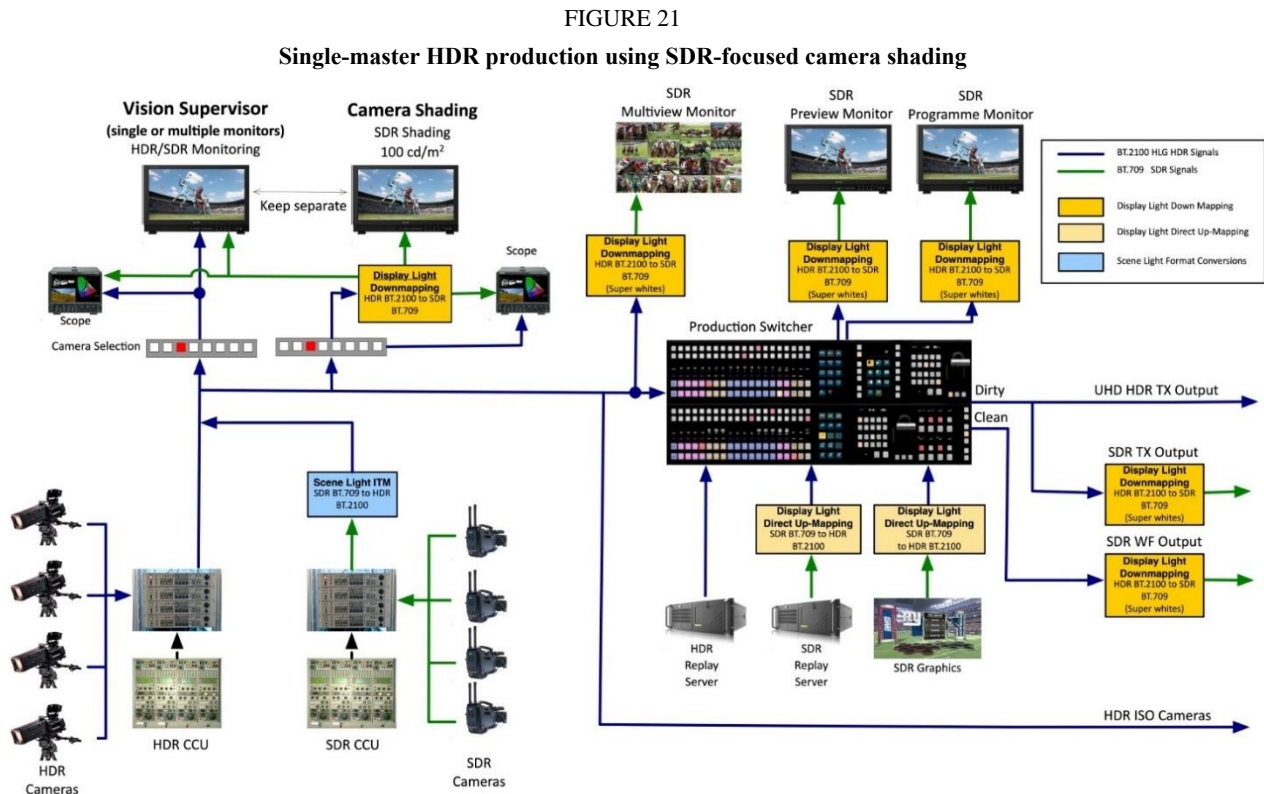 FIGURE 21
Single-master HDR production using SDR-focused camera shading
Vision Supervisor
(single or multiple monitors)
HDR/SDR Monitoring
Camera Shading
SDR Shading
100 cd/m²
Keep separate
SDR
Multiview Monitor
SDR
Preview Monitor
SDR
Programme Monitor
BT.2100 HLG HDR Signals
BT.709 SDR Signals
Display Light Down Mapping
Display Light Direct Up-Mapping
Scene Light Format Conversions
Scope
Display Light
Downmapping
HDR BT.2100 to SDR
BT.709
Scope
Display Light
Downmapping
HDR BT.2100 to SDR
BT.709
(Super whites)
Display Light
Downmapping
HDR BT.2100 to SDR
BT.709
(Super whites)
Display Light
Downmapping
HDR BT.2100 to SDR
BT.709
(Super whites)
Camera Selection
Production Switcher
Dirty
Clean
UHD HDR TX Output
SDR TX Output
Display Light
Downmapping
HDR BT.2100 to SDR
BT.709
(Super whites)
SDR WF Output
Display Light
Downmapping
HDR BT.2100 to SDR
BT.709
(Super whites)
Scene Light ITM
SDR BT.709 to HDR
BT.2100
Display Light
Direct Up-Mapping
SDR BT.709 to HDR
BT.2100
Display Light
Direct Up-Mapping
SDR BT.709
to HDR BT.2100
HDR
Replay
Server
SDR
Replay
Server
SDR Graphics
HDR ISO Cameras
HDR
Cameras
HDR CCU
SDR CCU
SDR
Cameras